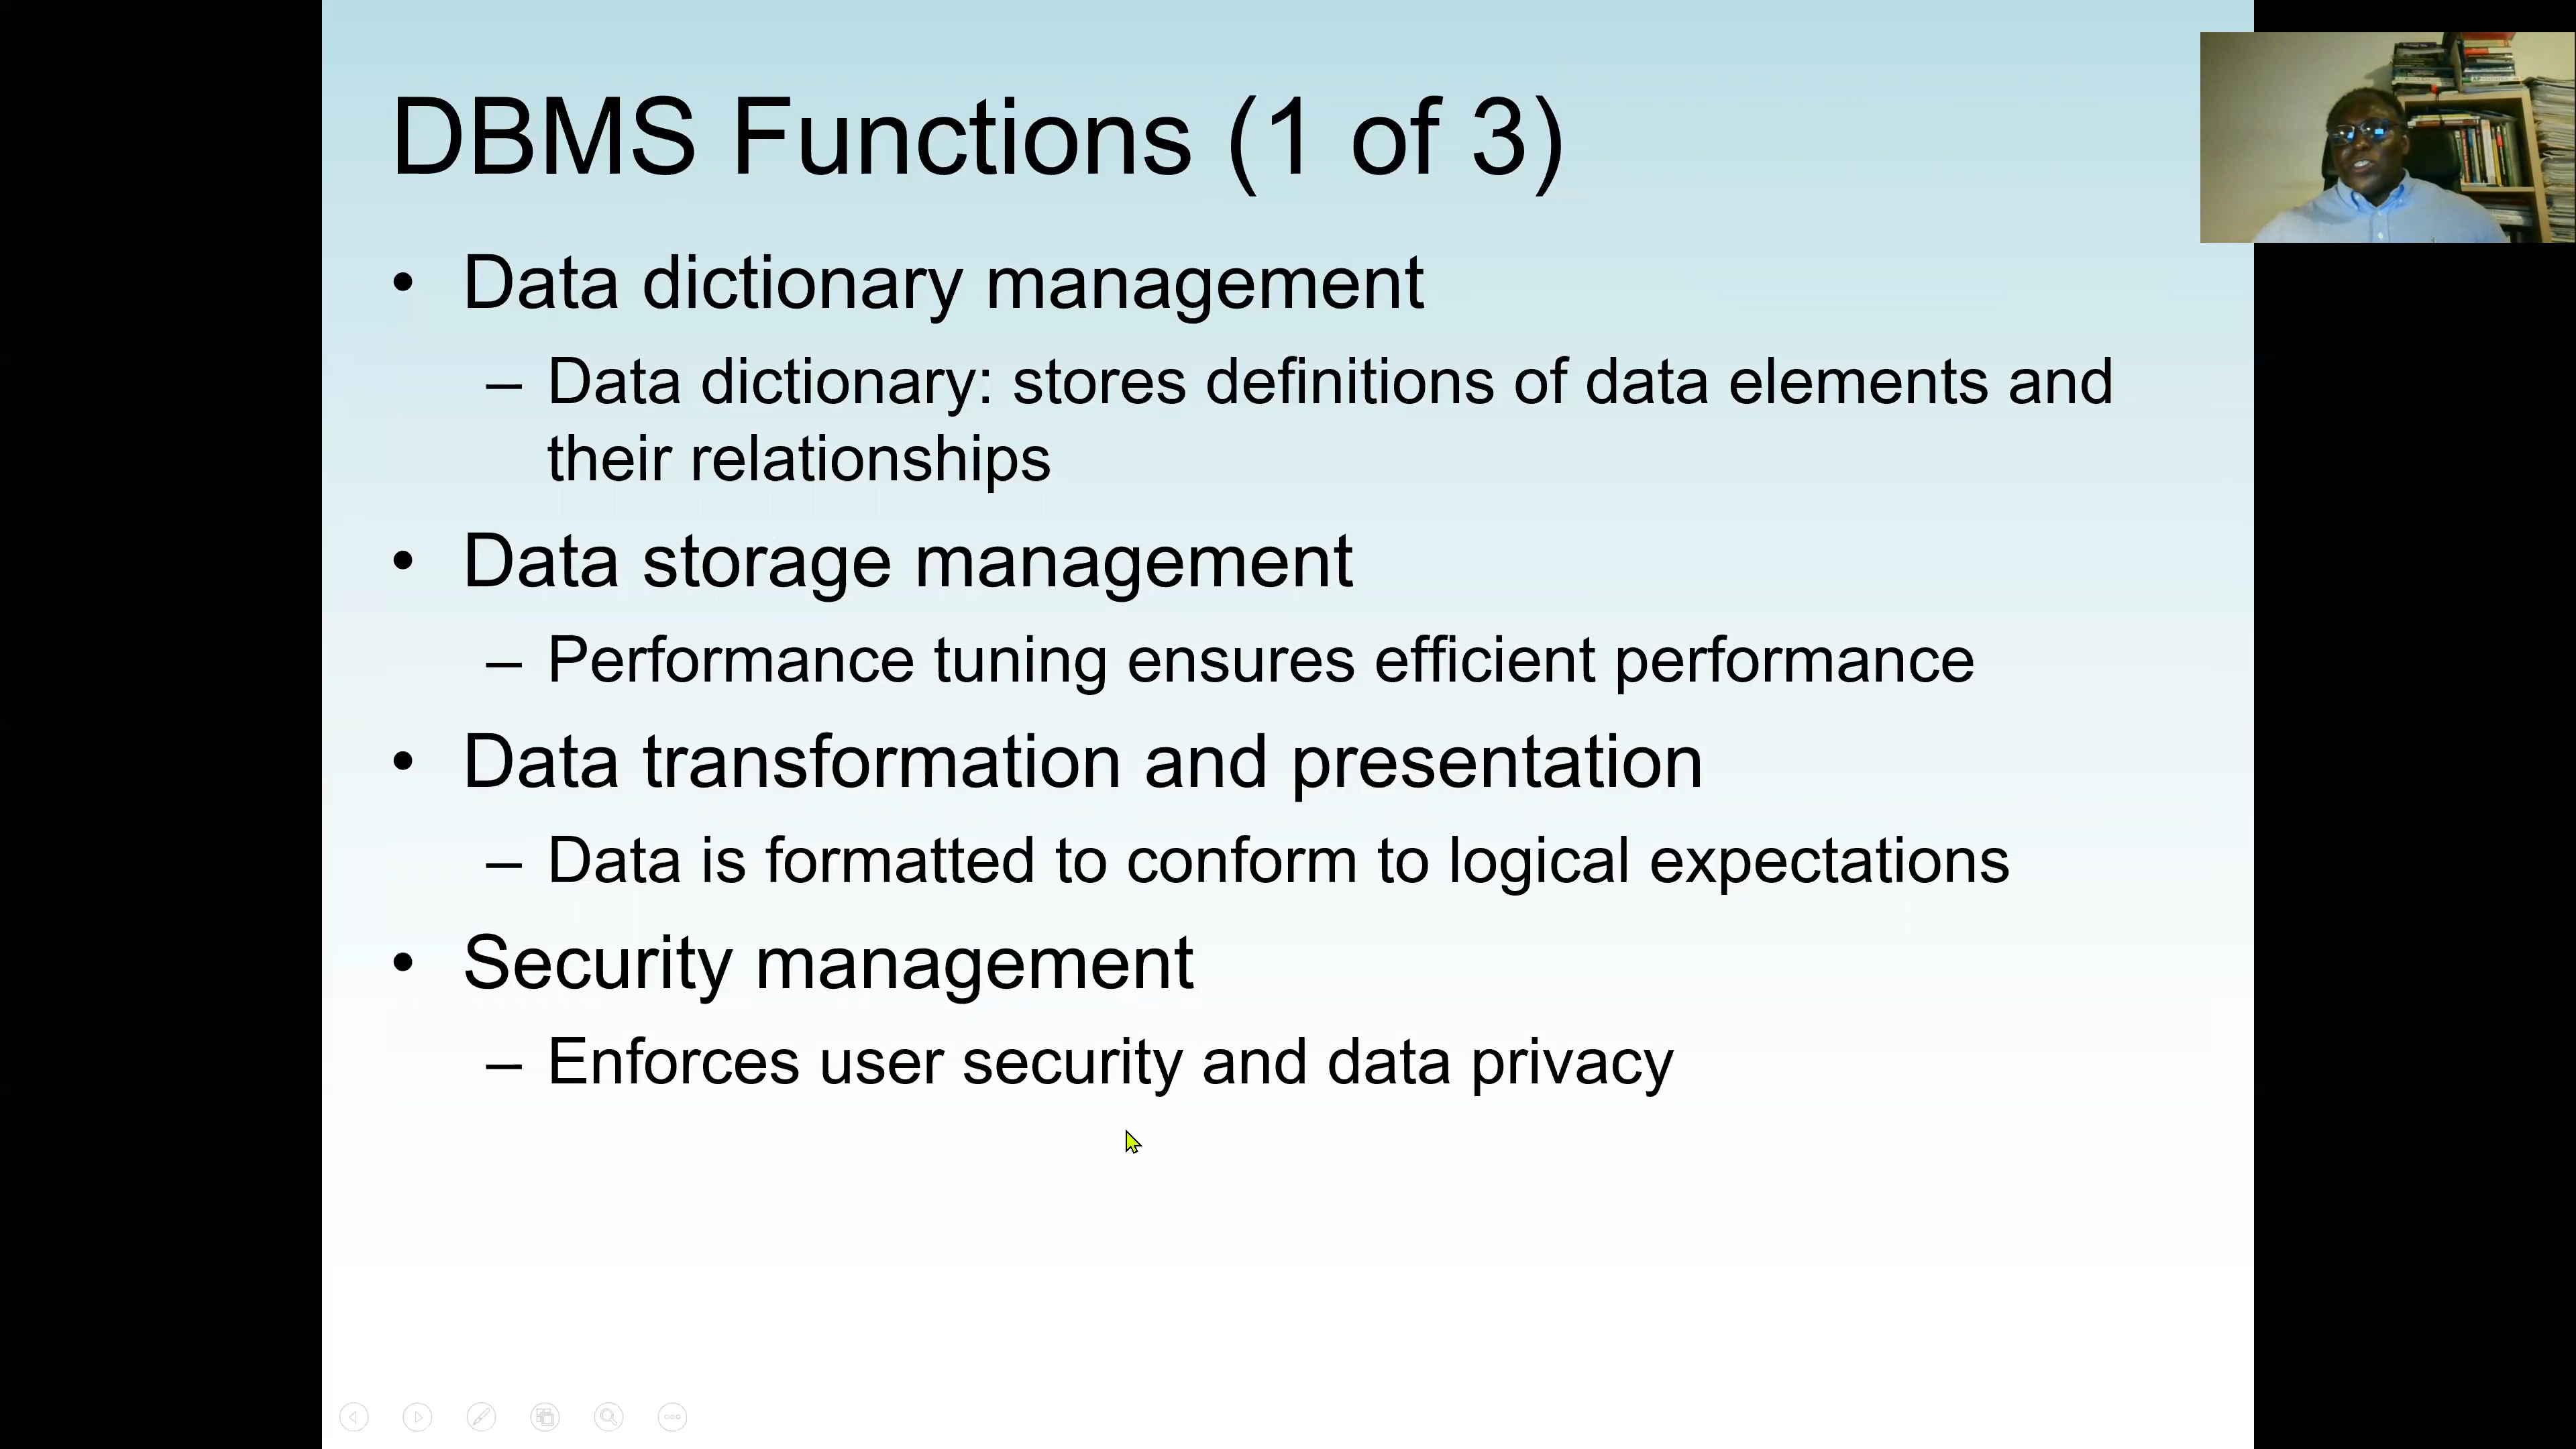 DBMS Functions (1 of 3)
• Data dictionary management
– Data dictionary: stores definitions of data elements and
their relationships
• Data storage management
– Performance tuning ensures efficient performance
• Data transformation and presentation
– Data is formatted to conform to logical expectations
• Security management
– Enforces user security and data privacy